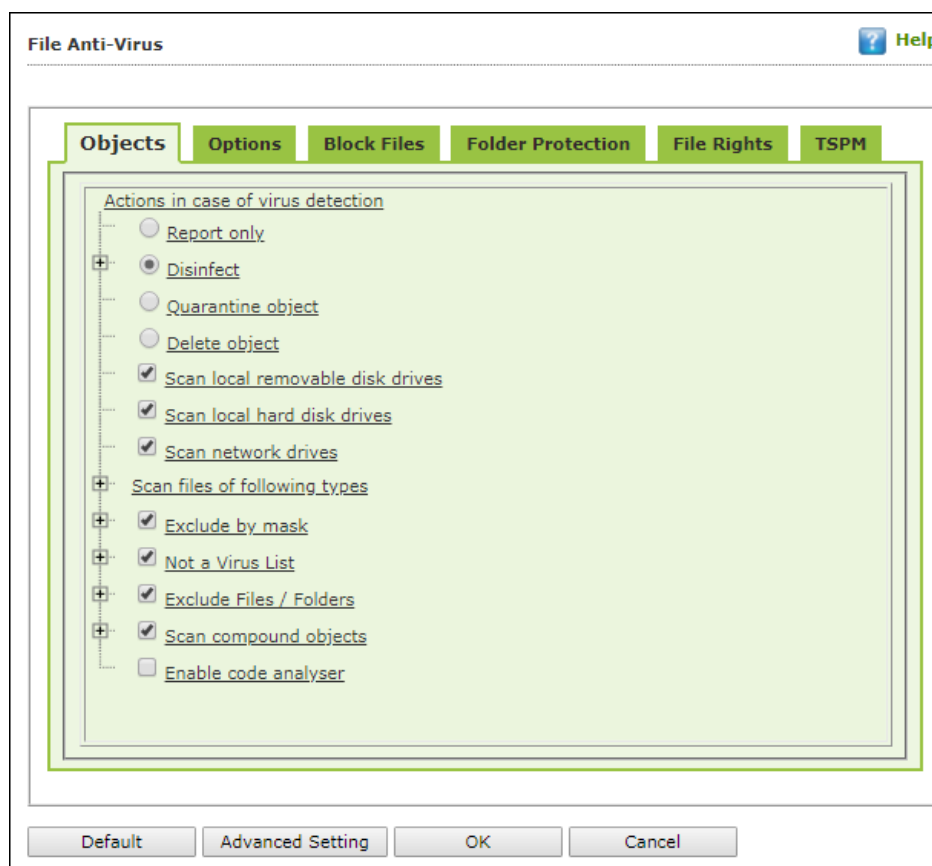 File Anti-Virus
? Help
Objects Options Block Files Folder Protection File Rights TSPM
Actions in case of virus detection
Report only
Disinfect
Quarantine object
Delete object
Scan local removable disk drives
Scan local hard disk drives
Scan network drives
Scan files of following types
Exclude by mask
Not a Virus List
Exclude Files / Folders
Scan compound objects
Enable code analyser
Default Advanced Setting OK Cancel